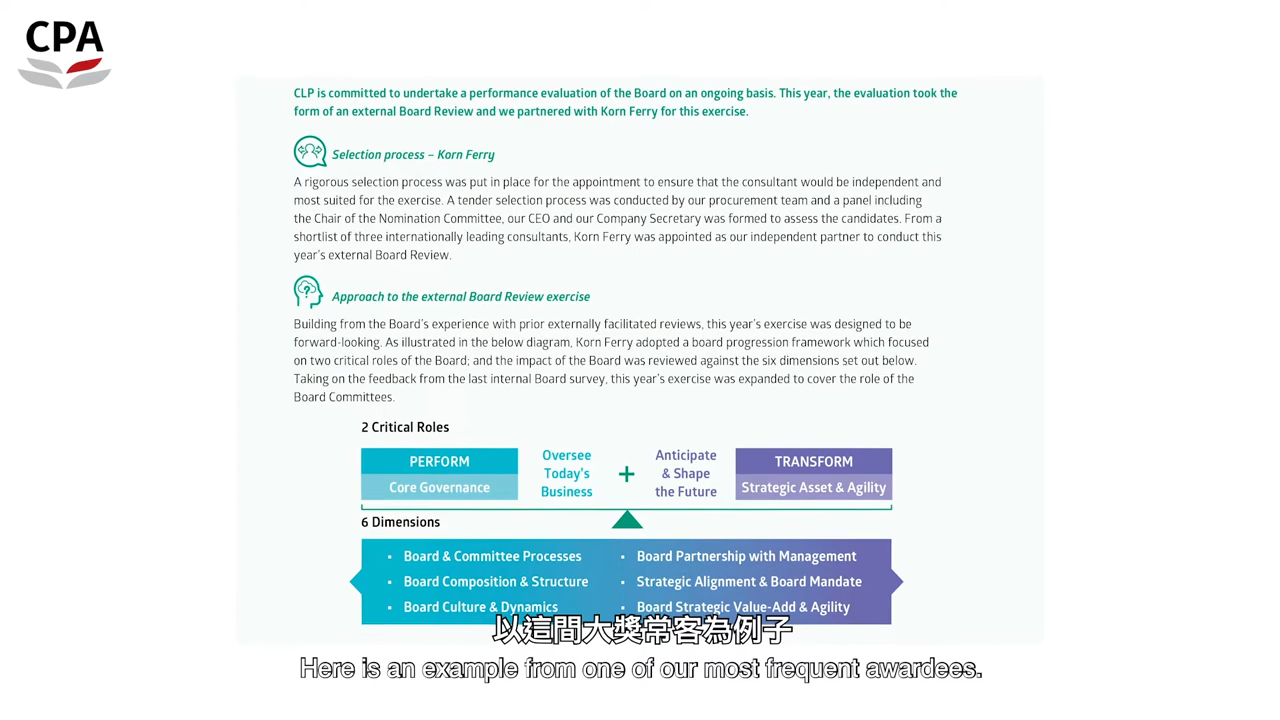 CPA
CLP is committed to undertake a performance evaluation of the Board on an ongoing basis. This year, the evaluation took the
form of an external Board Review and we partnered with Korn Ferry for this exercise.
Selection process – Korn Ferry
A rigorous selection process was put in place for the appointment to ensure that the consultant would be independent and
most suited for the exercise. A tender selection process was conducted by our procurement team and a panel including
the Chair of the Nomination Committee, our CEO and our Company Secretary was formed to assess the candidates. From a
shortlist of three internationally leading consultants, Korn Ferry was appointed as our independent partner to conduct this
year's external Board Review.
Approach to the external Board Review exercise
Building from the Board's experience with prior externally facilitated reviews, this year's exercise was designed to be
forward-looking. As illustrated in the below diagram, Korn Ferry adopted a board progression framework which focused
on two critical roles of the Board; and the impact of the Board was reviewed against the six dimensions set out below.
Taking on the feedback from the last internal Board survey, this year's exercise was expanded to cover the role of the
Board Committees.
2 Critical Roles
PERFORM
Core Governance
Oversee
Today's
Business
+
Anticipate
& Shape
the Future
TRANSFORM
Strategic Asset & Agility
6 Dimensions
▪ Board & Committee Processes
▪ Board Composition & Structure
▪ Board Culture & Dynamics
▪ Board Partnership with Management
▪ Strategic Alignment & Board Mandate
▪ Board Strategic Value-Add & Agility
以這間大獎常客為例子
Here is an example from one of our most frequent awardees.